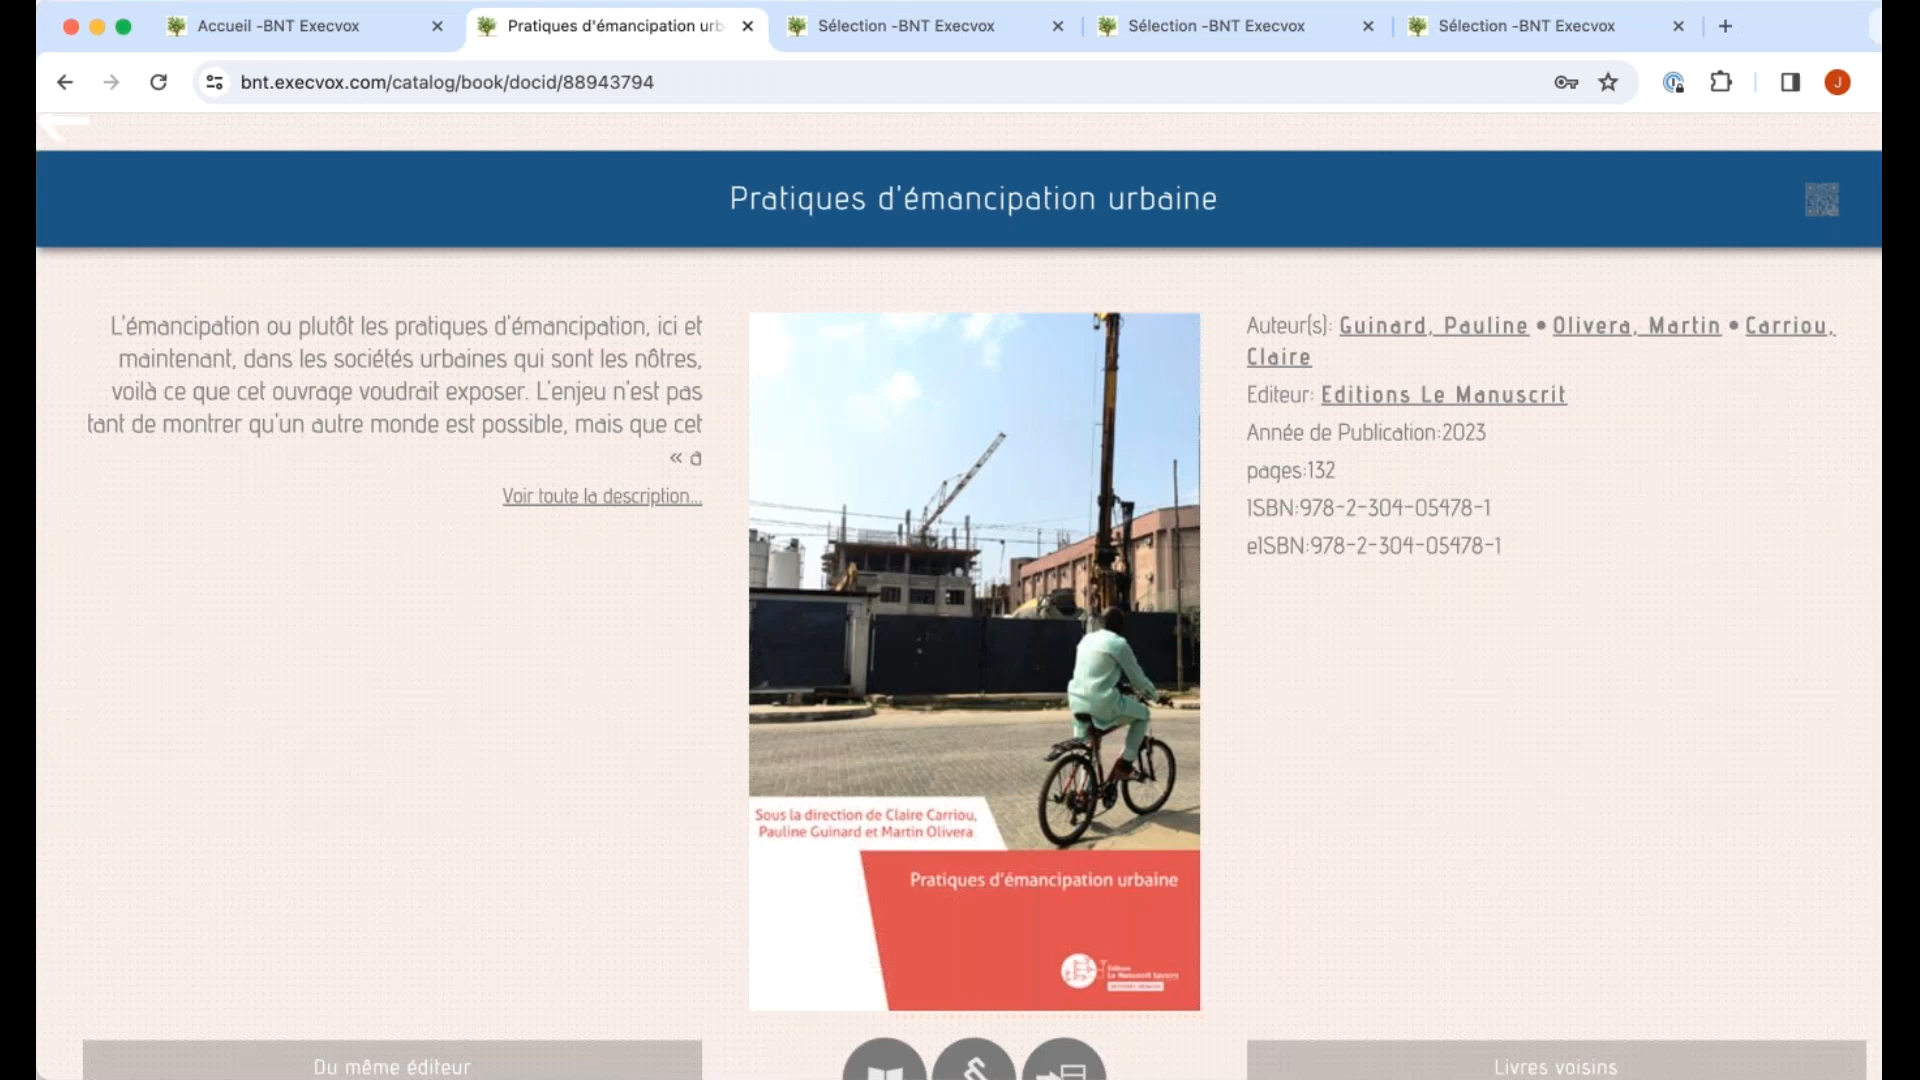 Accueil -BNT Execvox
Pratiques d'émancipation urb
Sélection -BNT Execvox
Sélection -BNT Execvox
Sélection -BNT Execvox
bnt.execvox.com/catalog/book/docid/88943794
J
Pratiques d'émancipation urbaine
L'émancipation ou plutôt les pratiques d'émancipation, ici et
maintenant, dans les sociétés urbaines qui sont les nôtres,
voilà ce que cet ouvrage voudrait exposer. L'enjeu n'est pas
tant de montrer qu'un autre monde est possible, mais que cet
« a
Voir toute la description...
Sous la direction de Claire Carriou,
Pauline Guinard et Martin Olivera
Pratiques d'émancipation urbaine
Editions
Le Manuscrit Savoirs
Auteur(s): Guinard, Pauline • Olivera, Martin • Carriou,
Claire
Editeur: Editions Le Manuscrit
Année de Publication:2023
pages:132
ISBN:978-2-304-05478-1
eISBN:978-2-304-05478-1
Du même éditeur
Livres voisins